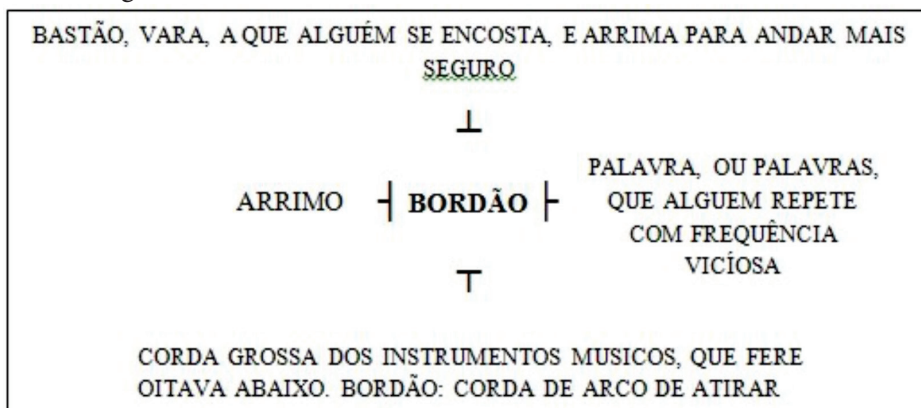 BASTÃO, VARA, A QUE ALGUÉM SE ENCOSTA, E ARRIMA PARA ANDAR MAIS
SEGURO
ARRIMO
BORDÃO
PALAVRA, OU PALAVRAS,
QUE ALGUEM REPETE
COM FREQUÊNCIA
VICÍOSA
CORDA GROSSA DOS INSTRUMENTOS MUSICOS, QUE FERE
OITAVA ABAIXO. BORDÃO: CORDA DE ARCO DE ATIRAR